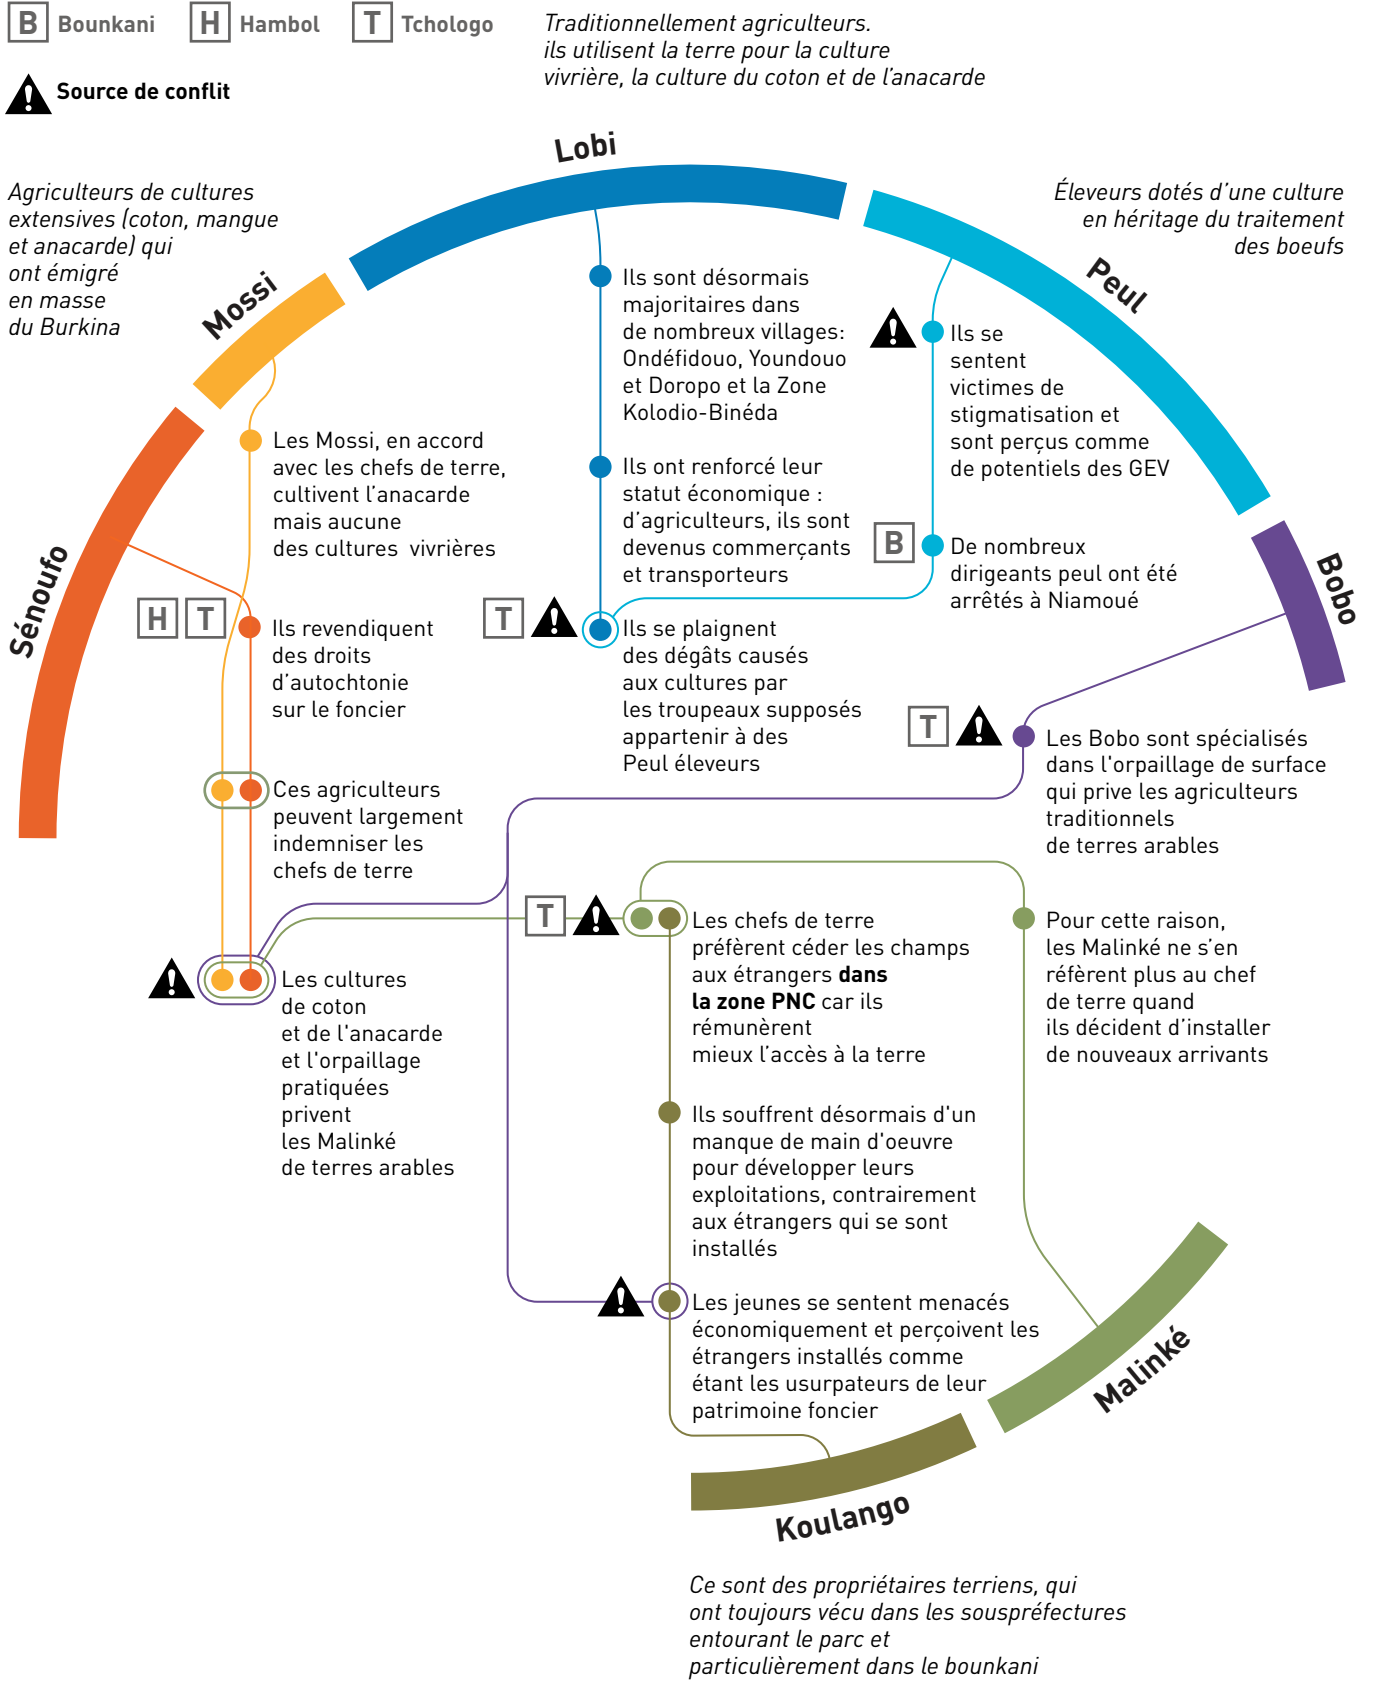 B Bounkani H Hambol T Tchologo
Source de conflit
Traditionnellement agriculteurs.
ils utilisent la terre pour la culture
vivrière, la culture du coton et de l'anacarde
Lobi
Agriculteurs de cultures
extensives (coton, mangue
et anacarde) qui
ont émigré
en masse
du Burkina
Mossi
Éleveurs dotés d'une culture
en héritage du traitement
des boeufs
Peul
Ils sont désormais
majoritaires dans
de nombreux villages:
Ondéfidouo, Youndouo
et Doropo et la Zone
Kolodio-Binéda
Ils se
sentent
victimes de
stigmatisation et
sont perçus comme
de potentiels des GEV
Les Mossi, en accord
avec les chefs de terre,
cultivent l'anacarde
mais aucune
des cultures vivrières
Ils ont renforcé leur
statut économique :
d'agriculteurs, ils sont
devenus commerçants
et transporteurs
B
De nombreux
dirigeants peul ont été
arrêtés à Niamoué
Bobo
Sénoufo
H T
Ils revendiquent
des droits
d'autochtonie
sur le foncier
T
Ils se plaignent
des dégâts causés
aux cultures par
les troupeaux supposés
appartenir à des
Peul éleveurs
T
Les Bobo sont spécialisés
dans l'orpaillage de surface
qui prive les agriculteurs
traditionnels
de terres arables
Ces agriculteurs
peuvent largement
indemniser les
chefs de terre
T
Les chefs de terre
préfèrent céder les champs
aux étrangers dans
la zone PNC car ils
rémunèrent
mieux l'accès à la terre
Pour cette raison,
les Malinké ne s'en
réfèrent plus au chef
de terre quand
ils décident d'installer
de nouveaux arrivants
Les cultures
de coton
et de l'anacarde
et l'orpaillage
pratiquées
privent
les Malinké
de terres arables
Ils souffrent désormais d'un
manque de main d'oeuvre
pour développer leurs
exploitations, contrairement
aux étrangers qui se sont
installés
Les jeunes se sentent menacés
économiquement et perçoivent les
étrangers installés comme
étant les usurpateurs de leur
patrimoine foncier
Malinké
Koulango
Ce sont des propriétaires terriens, qui
ont toujours vécu dans les souspréfectures
entourant le parc et
particulièrement dans le bounkani